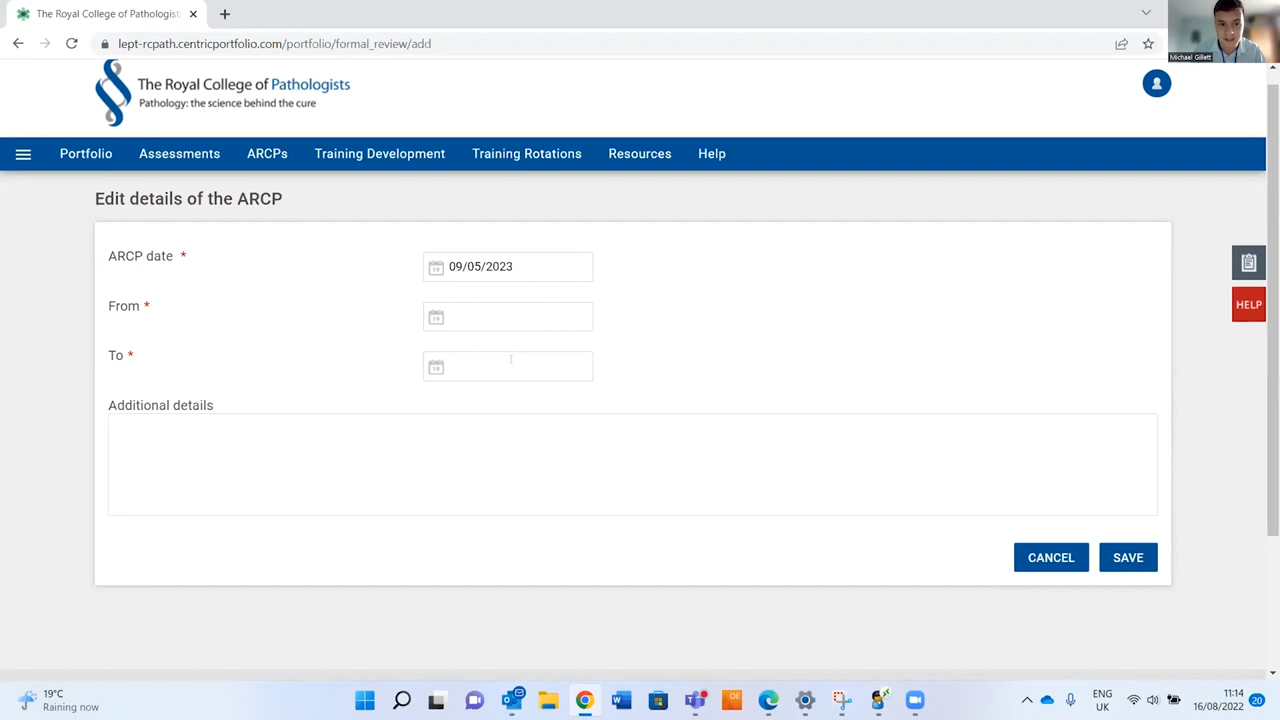 The Royal College of Pathologists
lept-rcpath.centricportfolio.com/portfolio/formal_review/add
Michael Gillett
The Royal College of Pathologists
Pathology: the science behind the cure
Portfolio Assessments ARCPs Training Development Training Rotations Resources Help
Edit details of the ARCP
ARCP date *
09/05/2023
From *
To *
HELP
Additional details
CANCEL SAVE
19°C
Raining now
ENG
UK
11:14
16/08/2022
20